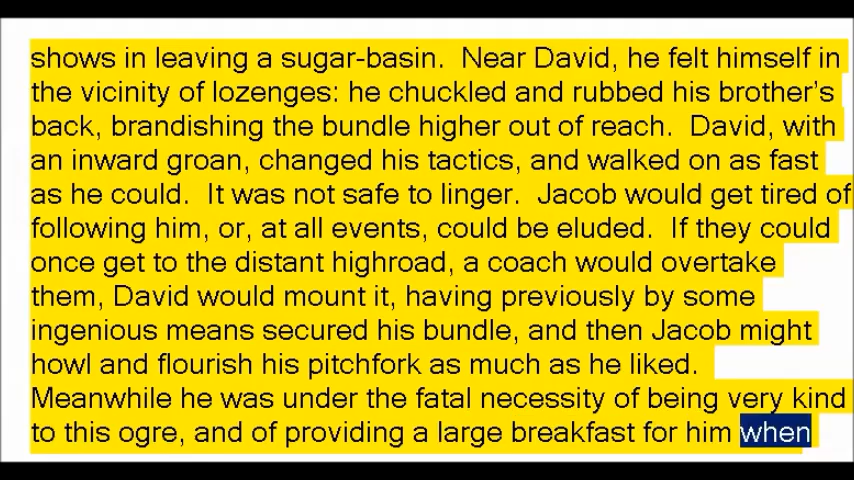 shows in leaving a sugar-basin.  Near David, he felt himself in
the vicinity of lozenges: he chuckled and rubbed his brother’s
back, brandishing the bundle higher out of reach.  David, with
an inward groan, changed his tactics, and walked on as fast
as he could.  It was not safe to linger.  Jacob would get tired of
following him, or, at all events, could be eluded.  If they could
once get to the distant highroad, a coach would overtake
them, David would mount it, having previously by some
ingenious means secured his bundle, and then Jacob might
howl and flourish his pitchfork as much as he liked.
Meanwhile he was under the fatal necessity of being very kind
to this ogre, and of providing a large breakfast for him when